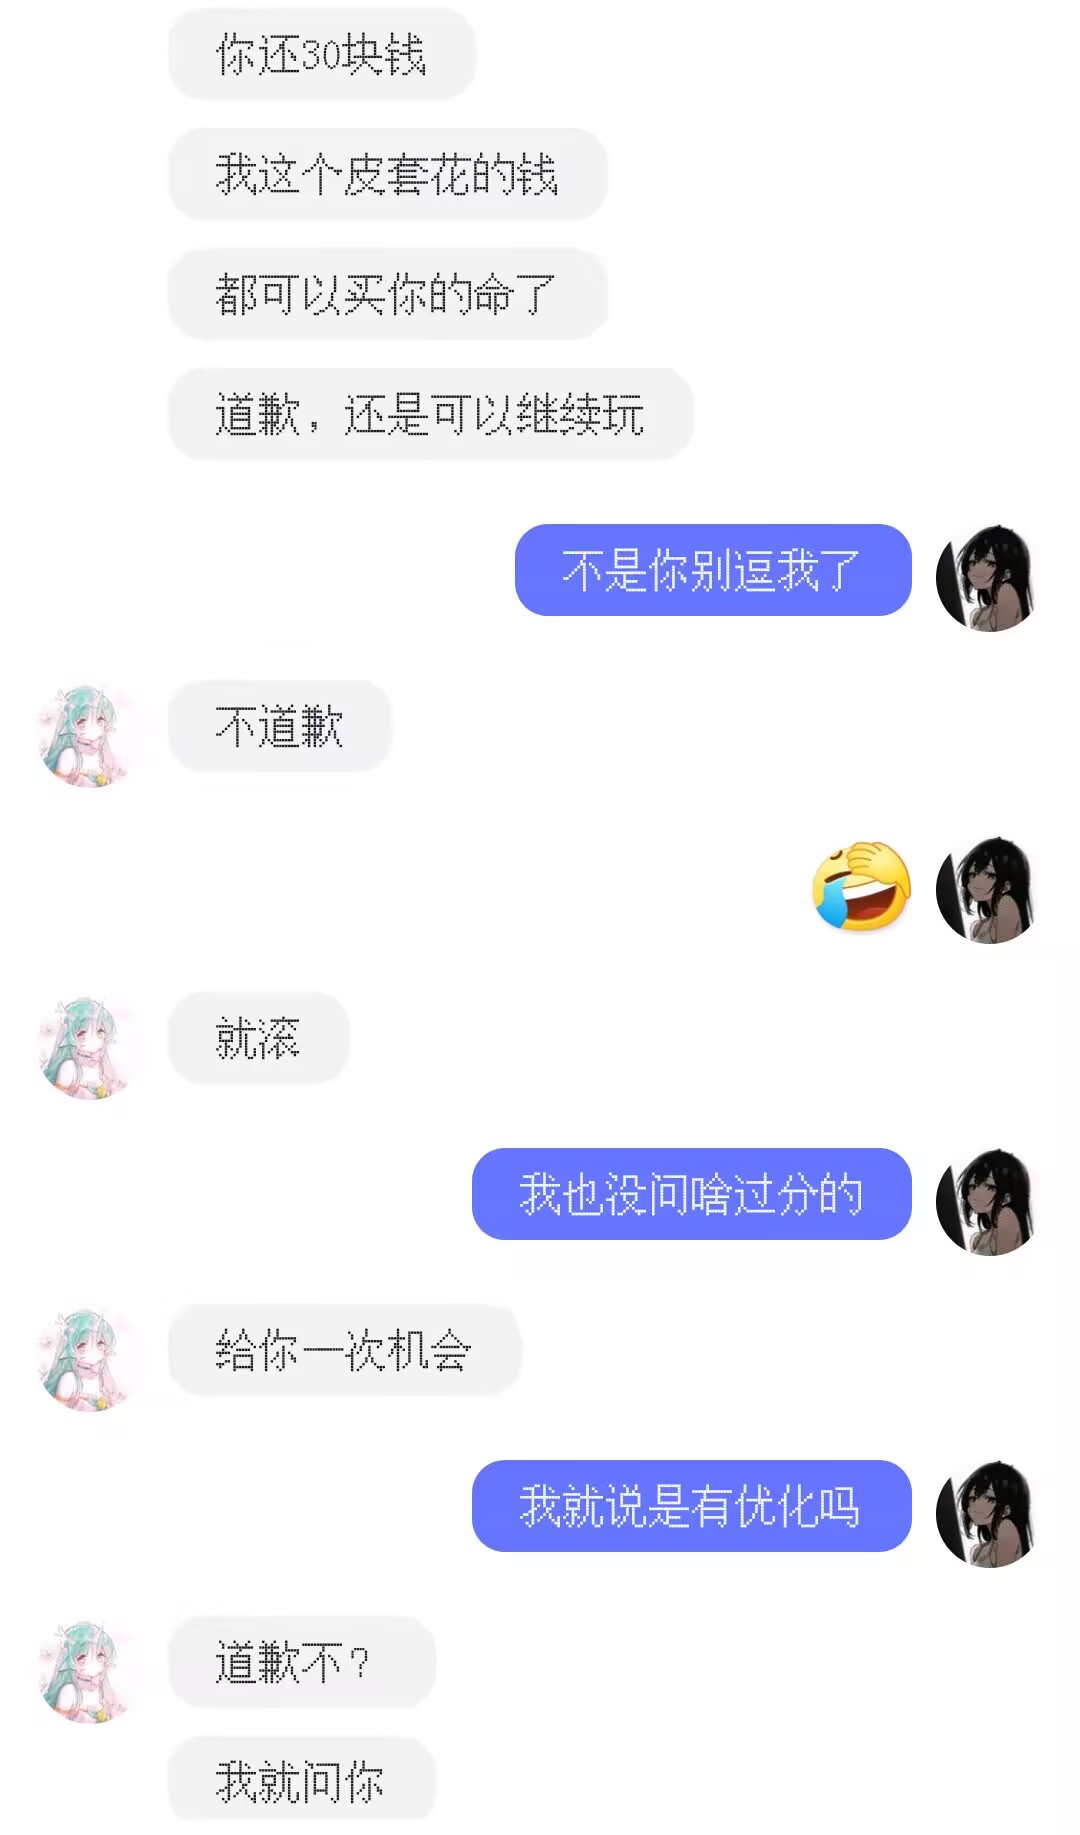 你还30块钱
我这个皮套花的钱
都可以买你的命了
道歉，还是可以继续玩
不是你别逗我了
不道歉
就滚
我也没问啥过分的
给你一次机会
我就说是有优化吗
道歉不？
我就问你